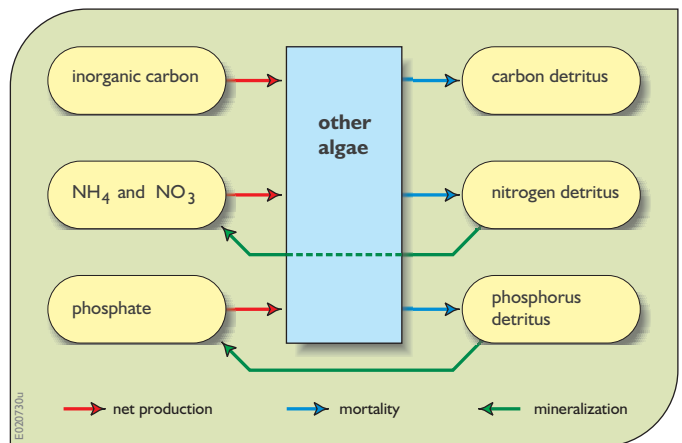 inorganic carbon
carbon detritus
other
algae
NH₄ and NO₃
nitrogen detritus
phosphate
phosphorus
detritus
net production
mortality
mineralization
E020730u